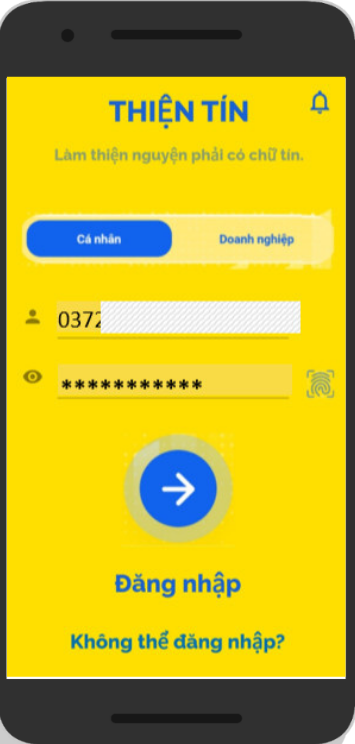 THIỆN TÍN
Làm thiện nguyện phải có chữ tín.
Cá nhân Doanh nghiệp
0372
***********
Đăng nhập
Không thể đăng nhập?